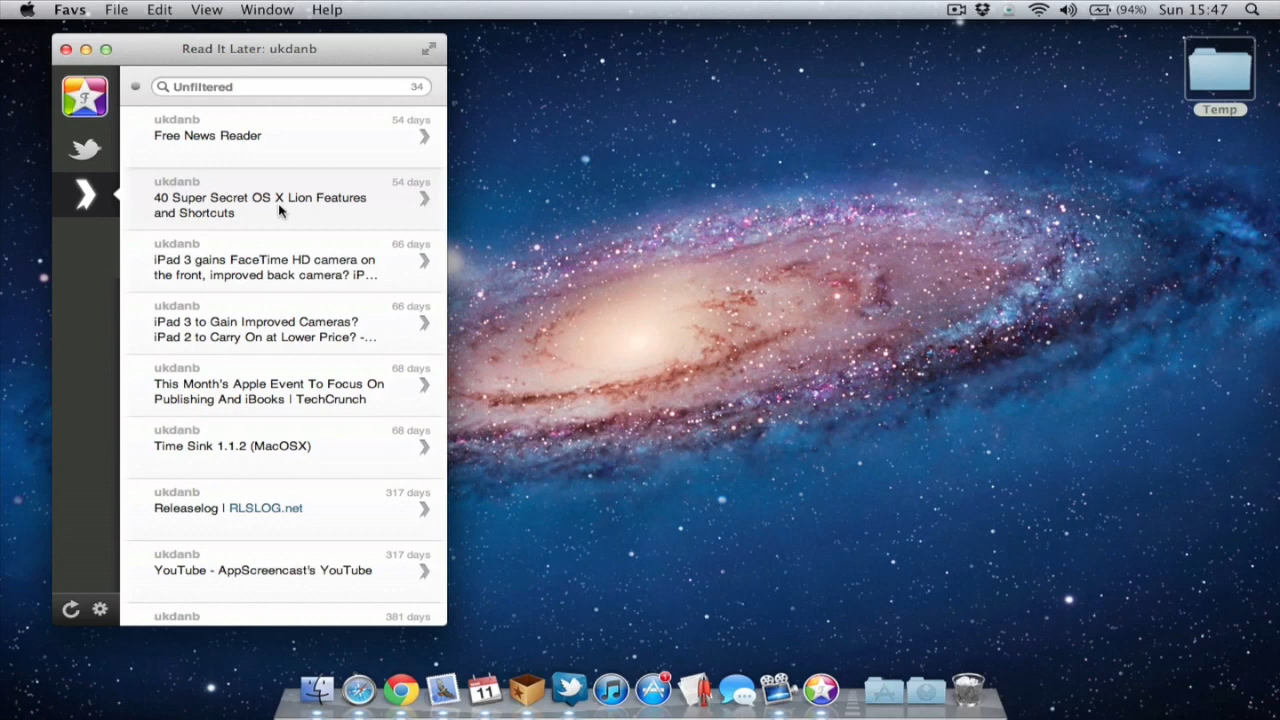 Favs File Edit View Window Help (94%) Sun 15:47
Read It Later: ukdanb
Unfiltered 34
ukdanb 54 days
Free News Reader
ukdanb 54 days
40 Super Secret OS X Lion Features
and Shortcuts
ukdanb 66 days
iPad 3 gains FaceTime HD camera on
the front, improved back camera? iP...
ukdanb 66 days
iPad 3 to Gain Improved Cameras?
iPad 2 to Carry On at Lower Price? -...
ukdanb 68 days
This Month's Apple Event To Focus On
Publishing And iBooks | TechCrunch
ukdanb 68 days
Time Sink 1.1.2 (MacOSX)
ukdanb 317 days
Releaselog | RLSLOG.net
ukdanb 317 days
YouTube - AppScreencast's YouTube
ukdanb 381 days
Temp
11
1